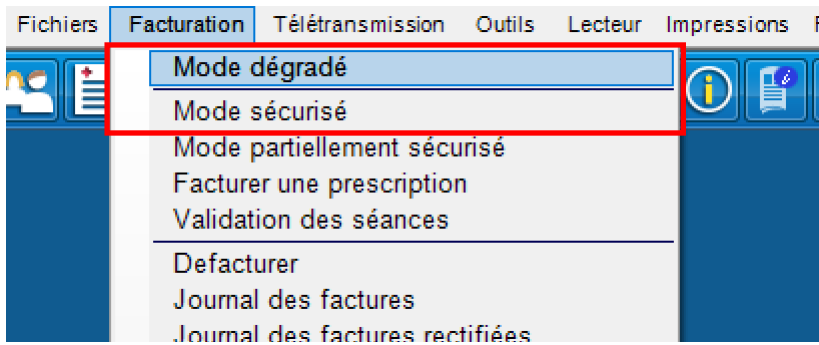 Fichiers Facturation Télétransmission Outils Lecteur Impressions
Mode dégradé
Mode sécurisé
Mode partiellement sécurisé
Facturer une prescription
Validation des séances
Defacturer
Journal des factures
Journal des factures rectifiées